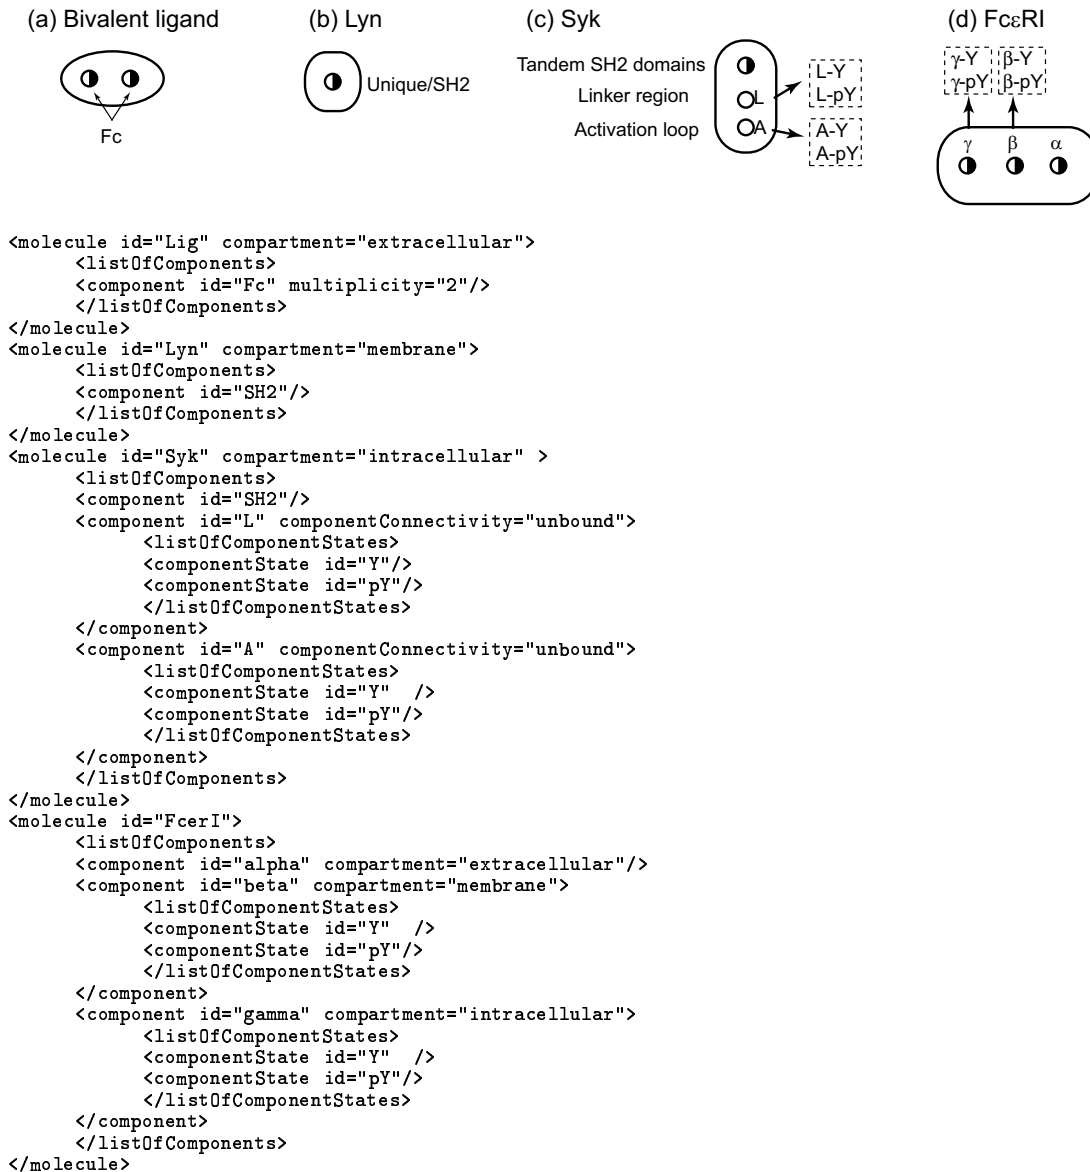 (a) Bivalent ligand (b) Lyn (c) Syk (d) FcεRI
Fc
Unique/SH2
Tandem SH2 domains
Linker region
Activation loop
L
A
L-Y
L-pY
A-Y
A-pY
γ-Y
γ-pY
β-Y
β-pY
γ β α
<molecule id="Lig" compartment="extracellular">
<listOfComponents>
<component id="Fc" multiplicity="2"/>
</listOfComponents>
</molecule>
<molecule id="Lyn" compartment="membrane">
<listOfComponents>
<component id="SH2"/>
</listOfComponents>
</molecule>
<molecule id="Syk" compartment="intracellular" >
<listOfComponents>
<component id="SH2"/>
<component id="L" componentConnectivity="unbound">
<listOfComponentStates>
<componentState id="Y"/>
<componentState id="pY"/>
</listOfComponentStates>
</component>
<component id="A" componentConnectivity="unbound">
<listOfComponentStates>
<componentState id="Y"  />
<componentState id="pY"/>
</listOfComponentStates>
</component>
</listOfComponents>
</molecule>
<molecule id="FcerI">
<listOfComponents>
<component id="alpha" compartment="extracellular"/>
<component id="beta" compartment="membrane">
<listOfComponentStates>
<componentState id="Y"  />
<componentState id="pY"/>
</listOfComponentStates>
</component>
<component id="gamma" compartment="intracellular">
<listOfComponentStates>
<componentState id="Y"  />
<componentState id="pY"/>
</listOfComponentStates>
</component>
</listOfComponents>
</molecule>